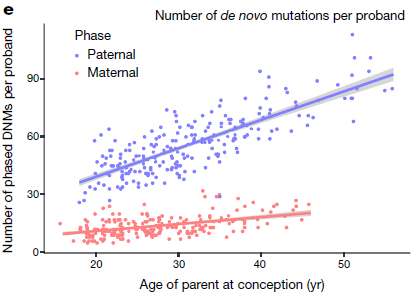 e
Number of de novo mutations per proband
Phase
Paternal
Maternal
Number of phased DNMs per proband
90
60
30
0
20 30 40 50
Age of parent at conception (yr)